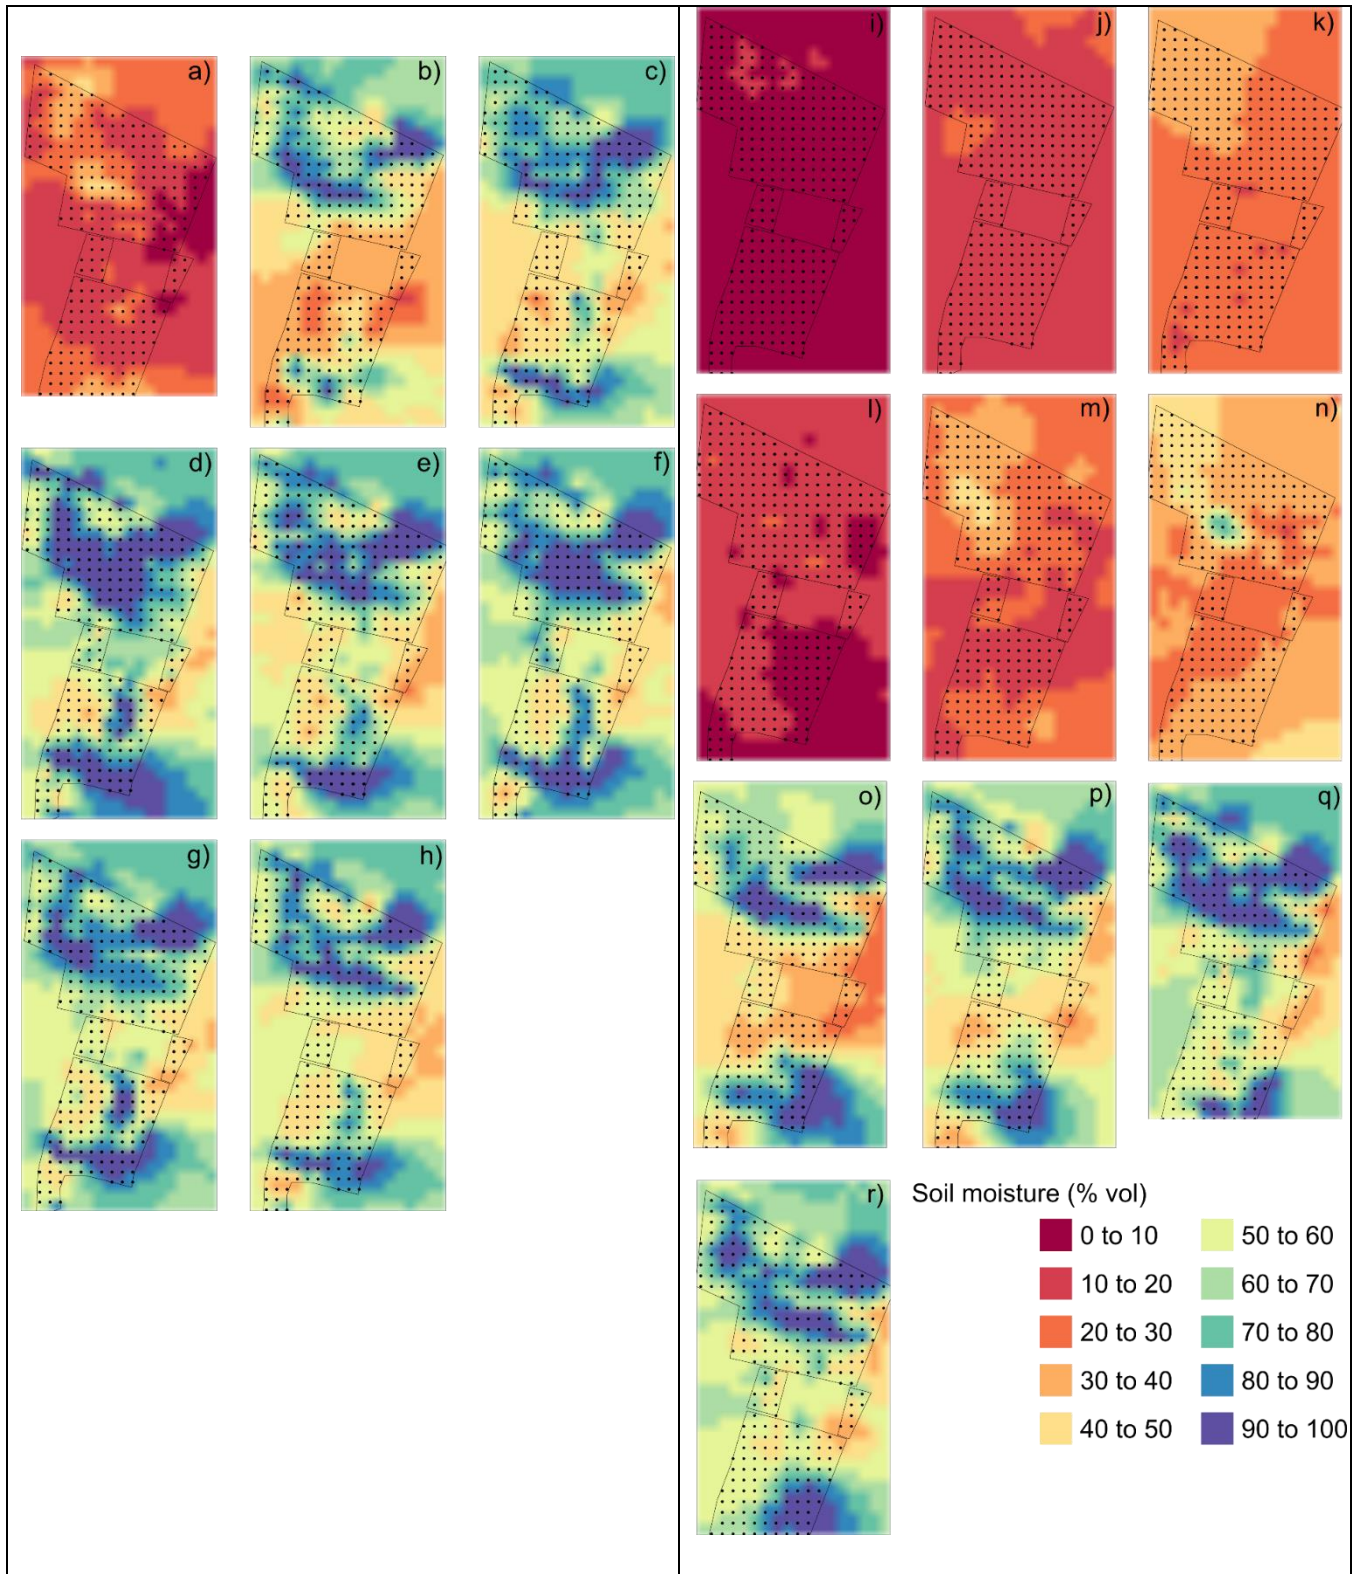 a)
b)
c)
d)
e)
f)
g)
h)
i)
j)
k)
l)
m)
n)
o)
p)
q)
r)
Soil moisture (% vol)
0 to 10
50 to 60
10 to 20
60 to 70
20 to 30
70 to 80
30 to 40
80 to 90
40 to 50
90 to 100